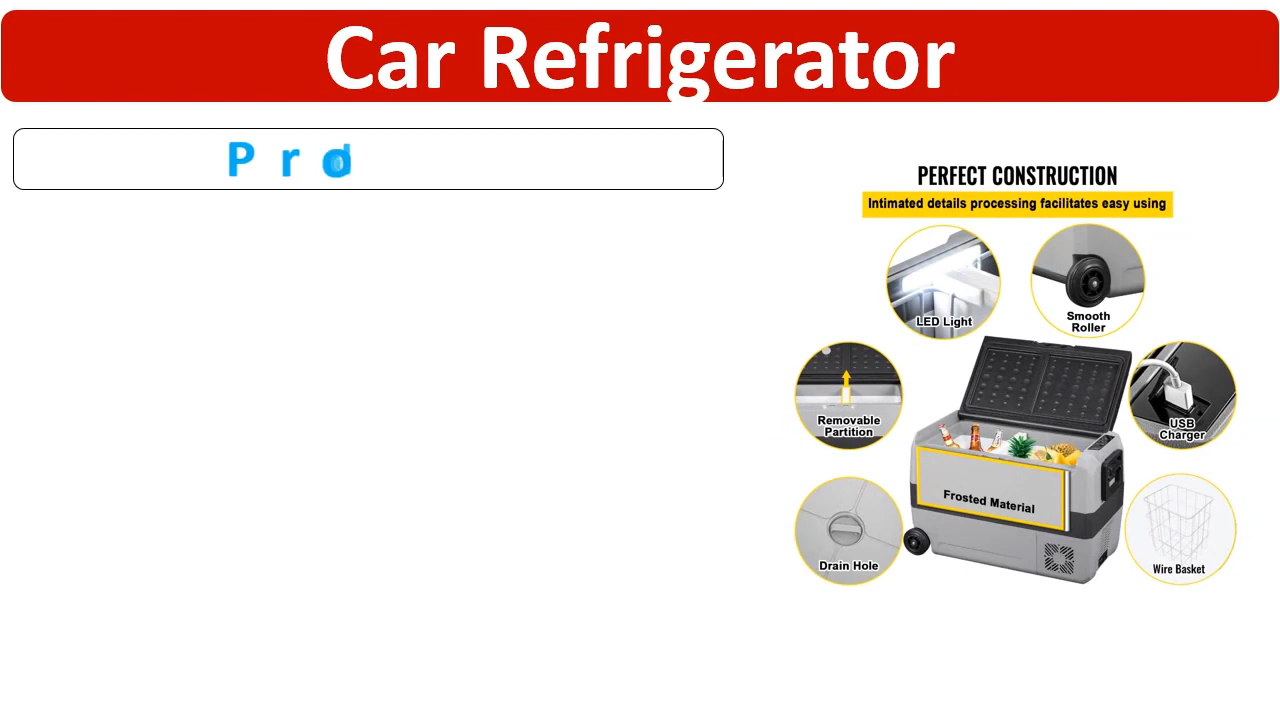 Car Refrigerator
P r o
PERFECT CONSTRUCTION
Intimated details processing facilitates easy using
LED Light
Smooth
Roller
Removable
Partition
USB
Charger
Frosted Material
Drain Hole
Wire Basket